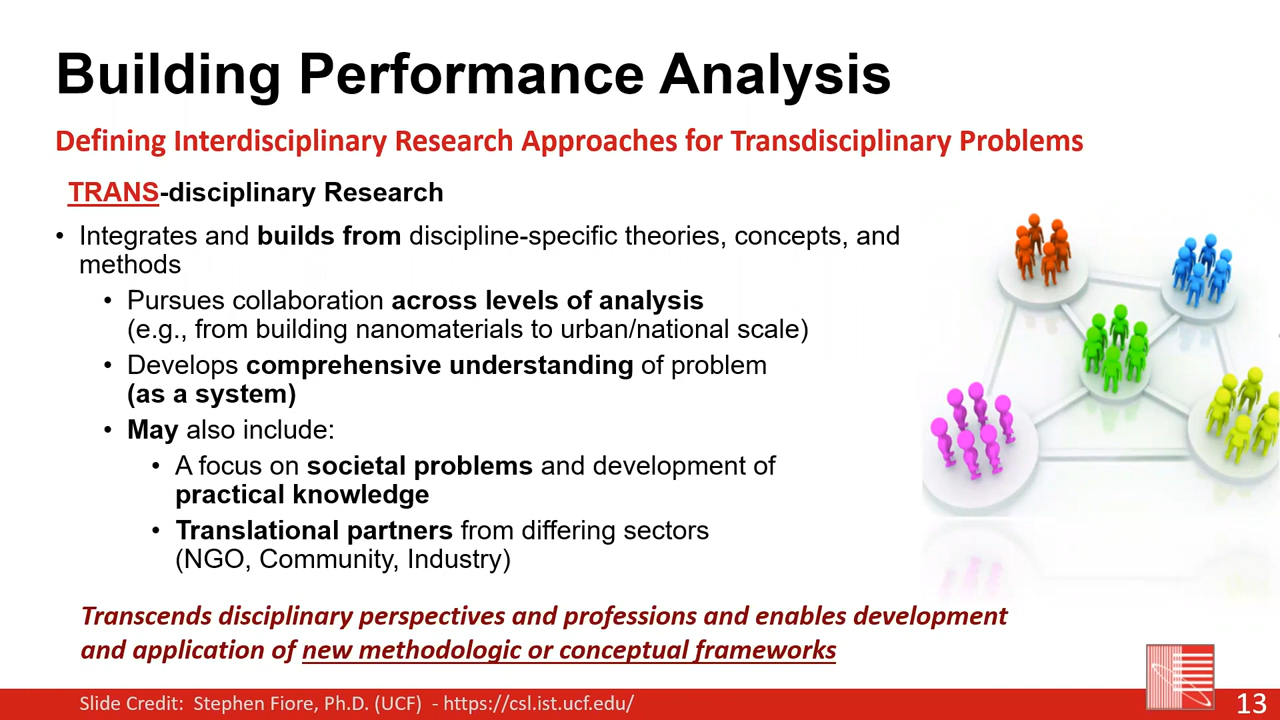 Building Performance Analysis
Defining Interdisciplinary Research Approaches for Transdisciplinary Problems
TRANS-disciplinary Research
• Integrates and builds from discipline-specific theories, concepts, and
methods
• Pursues collaboration across levels of analysis
(e.g., from building nanomaterials to urban/national scale)
• Develops comprehensive understanding of problem
(as a system)
• May also include:
• A focus on societal problems and development of
practical knowledge
• Translational partners from differing sectors
(NGO, Community, Industry)
Transcends disciplinary perspectives and professions and enables development
and application of new methodologic or conceptual frameworks
Slide Credit: Stephen Fiore, Ph.D. (UCF) - https://csl.ist.ucf.edu/
13